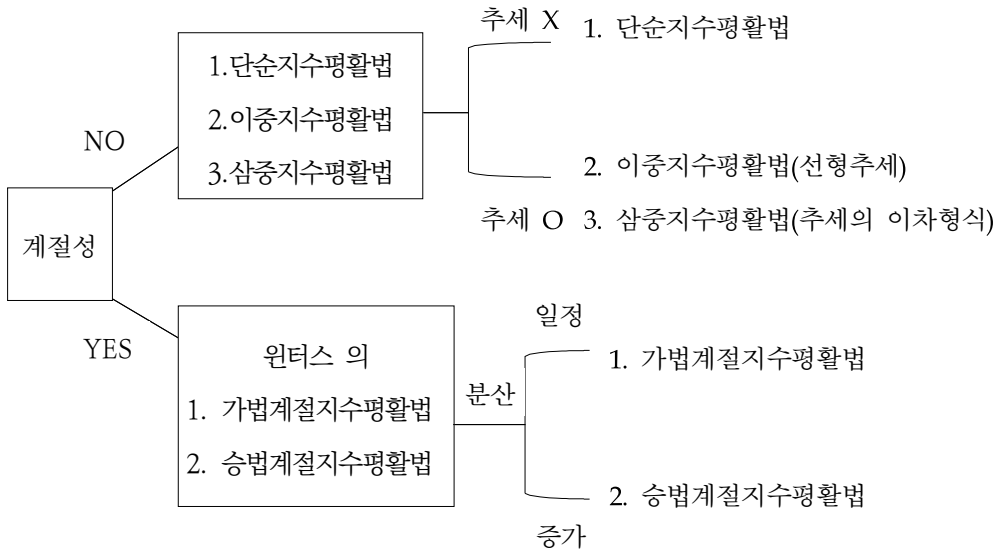 계절성
NO
1.단순지수평활법
2.이중지수평활법
3.삼중지수평활법
추세 X
1. 단순지수평활법
2. 이중지수평활법(선형추세)
추세 O
3. 삼중지수평활법(추세의 이차형식)
YES
윈터스 의
1. 가법계절지수평활법
2. 승법계절지수평활법
분산
일정
1. 가법계절지수평활법
2. 승법계절지수평활법
증가